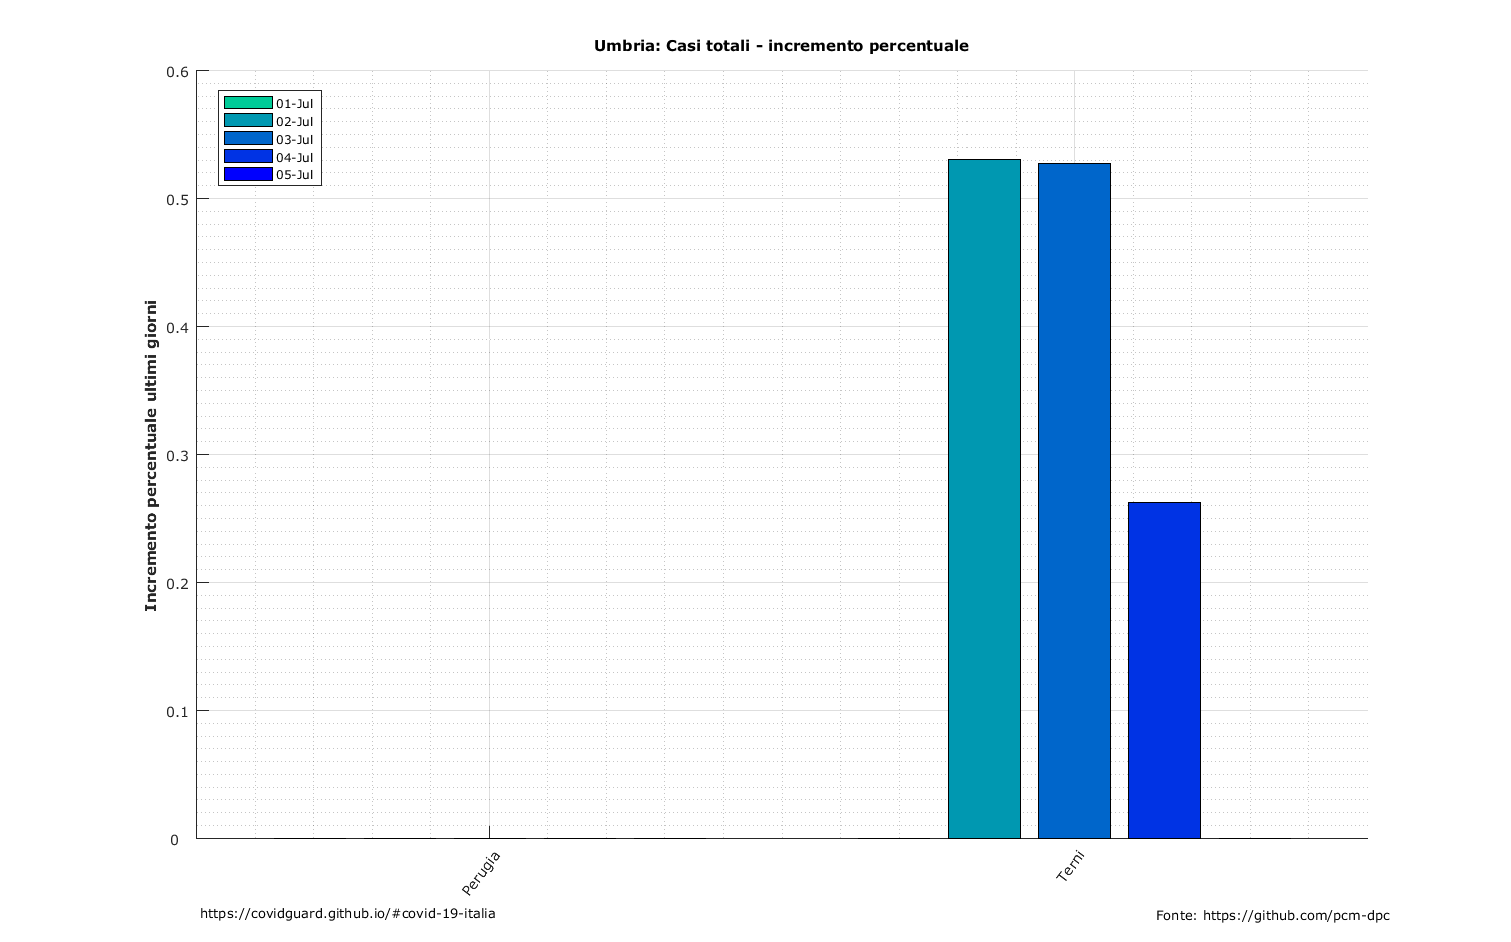 Umbria: Casi totali - incremento percentuale
0.6
0.5
0.4
0.3
0.2
0.1
0
Incremento percentuale ultimi giorni
01-Jul
02-Jul
03-Jul
04-Jul
05-Jul
Perugia
Terni
https://covidguard.github.io/#covid-19-italia
Fonte: https://github.com/pcm-dpc